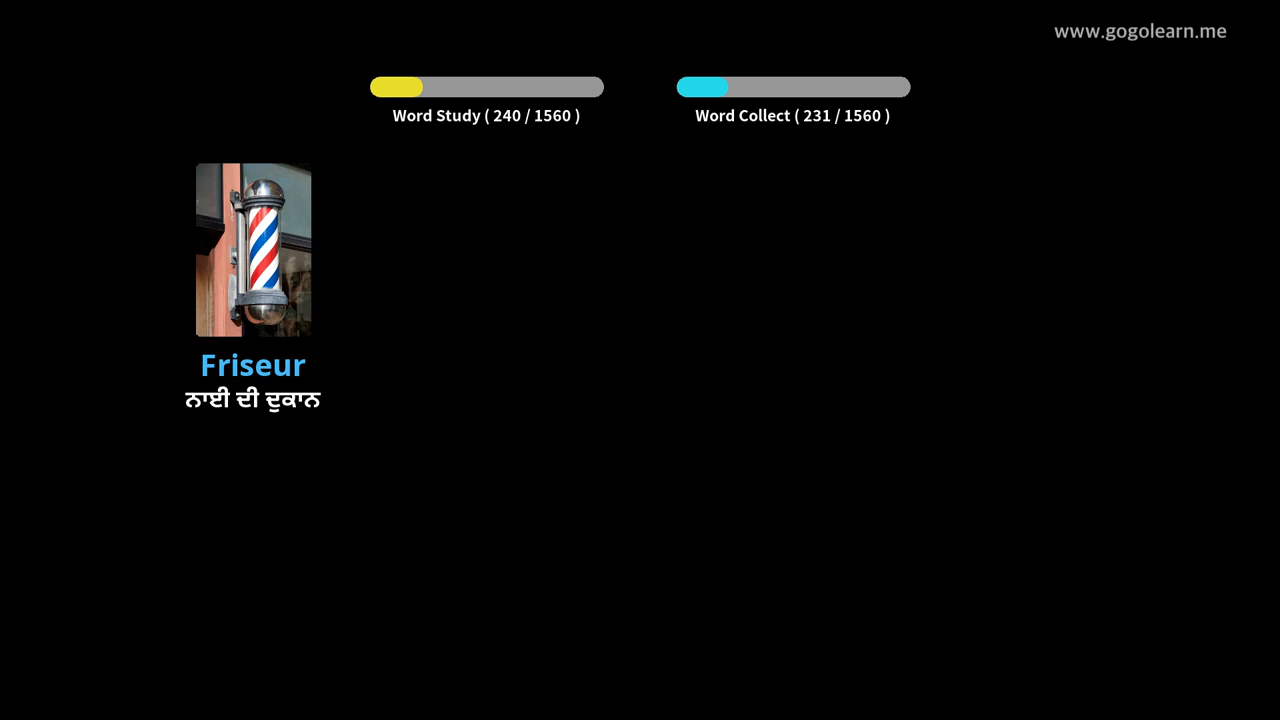 www.gogolearn.me
Word Study ( 240 / 1560 )
Word Collect ( 231 / 1560 )
Friseur
ਨਾਈ ਦੀ ਦੁਕਾਨ